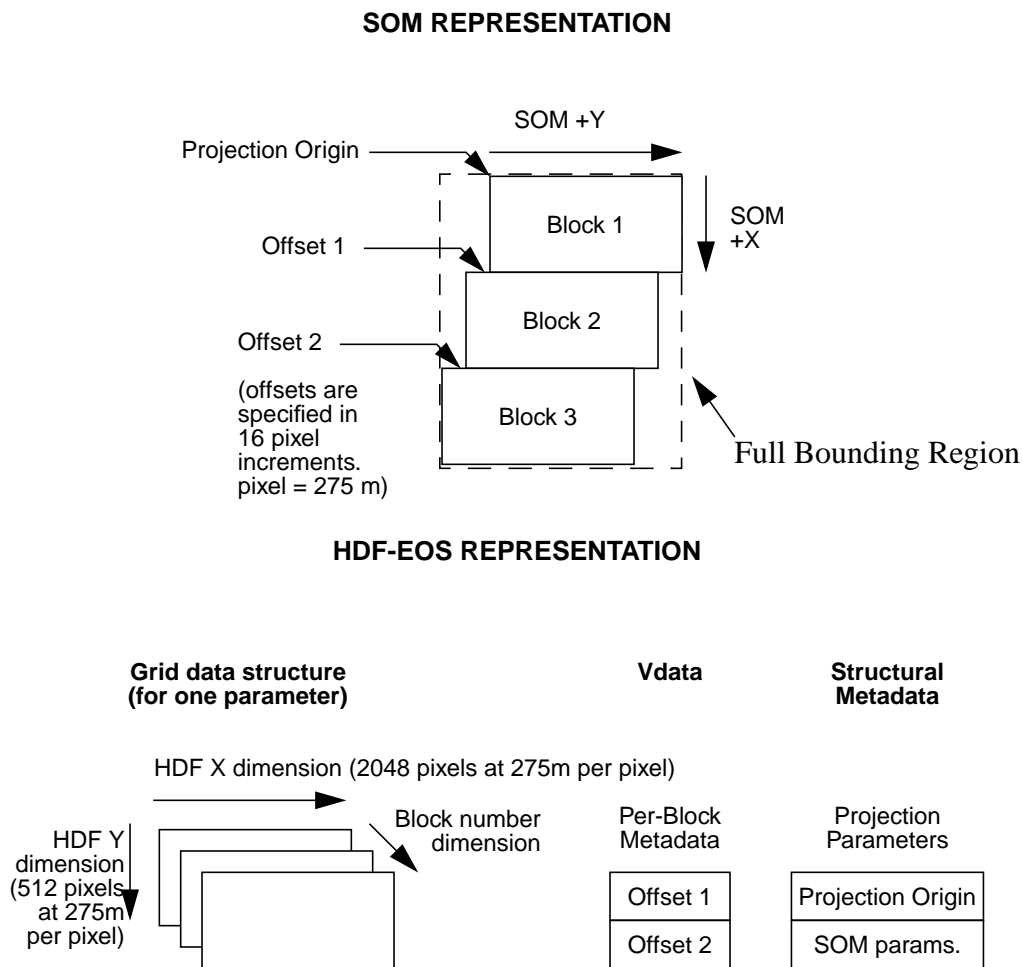 SOM REPRESENTATION
SOM +Y
Projection Origin
Block 1
SOM
+X
Offset 1
Block 2
Offset 2
(offsets are
specified in
16 pixel
increments.
pixel = 275 m)
Block 3
Full Bounding Region
HDF-EOS REPRESENTATION
Grid data structure
(for one parameter)
Vdata
Structural
Metadata
HDF X dimension (2048 pixels at 275m per pixel)
Block number
dimension
HDF Y
dimension
(512 pixels
at 275m
per pixel)
Per-Block
Metadata
Offset 1
Offset 2
Projection
Parameters
Projection Origin
SOM params.